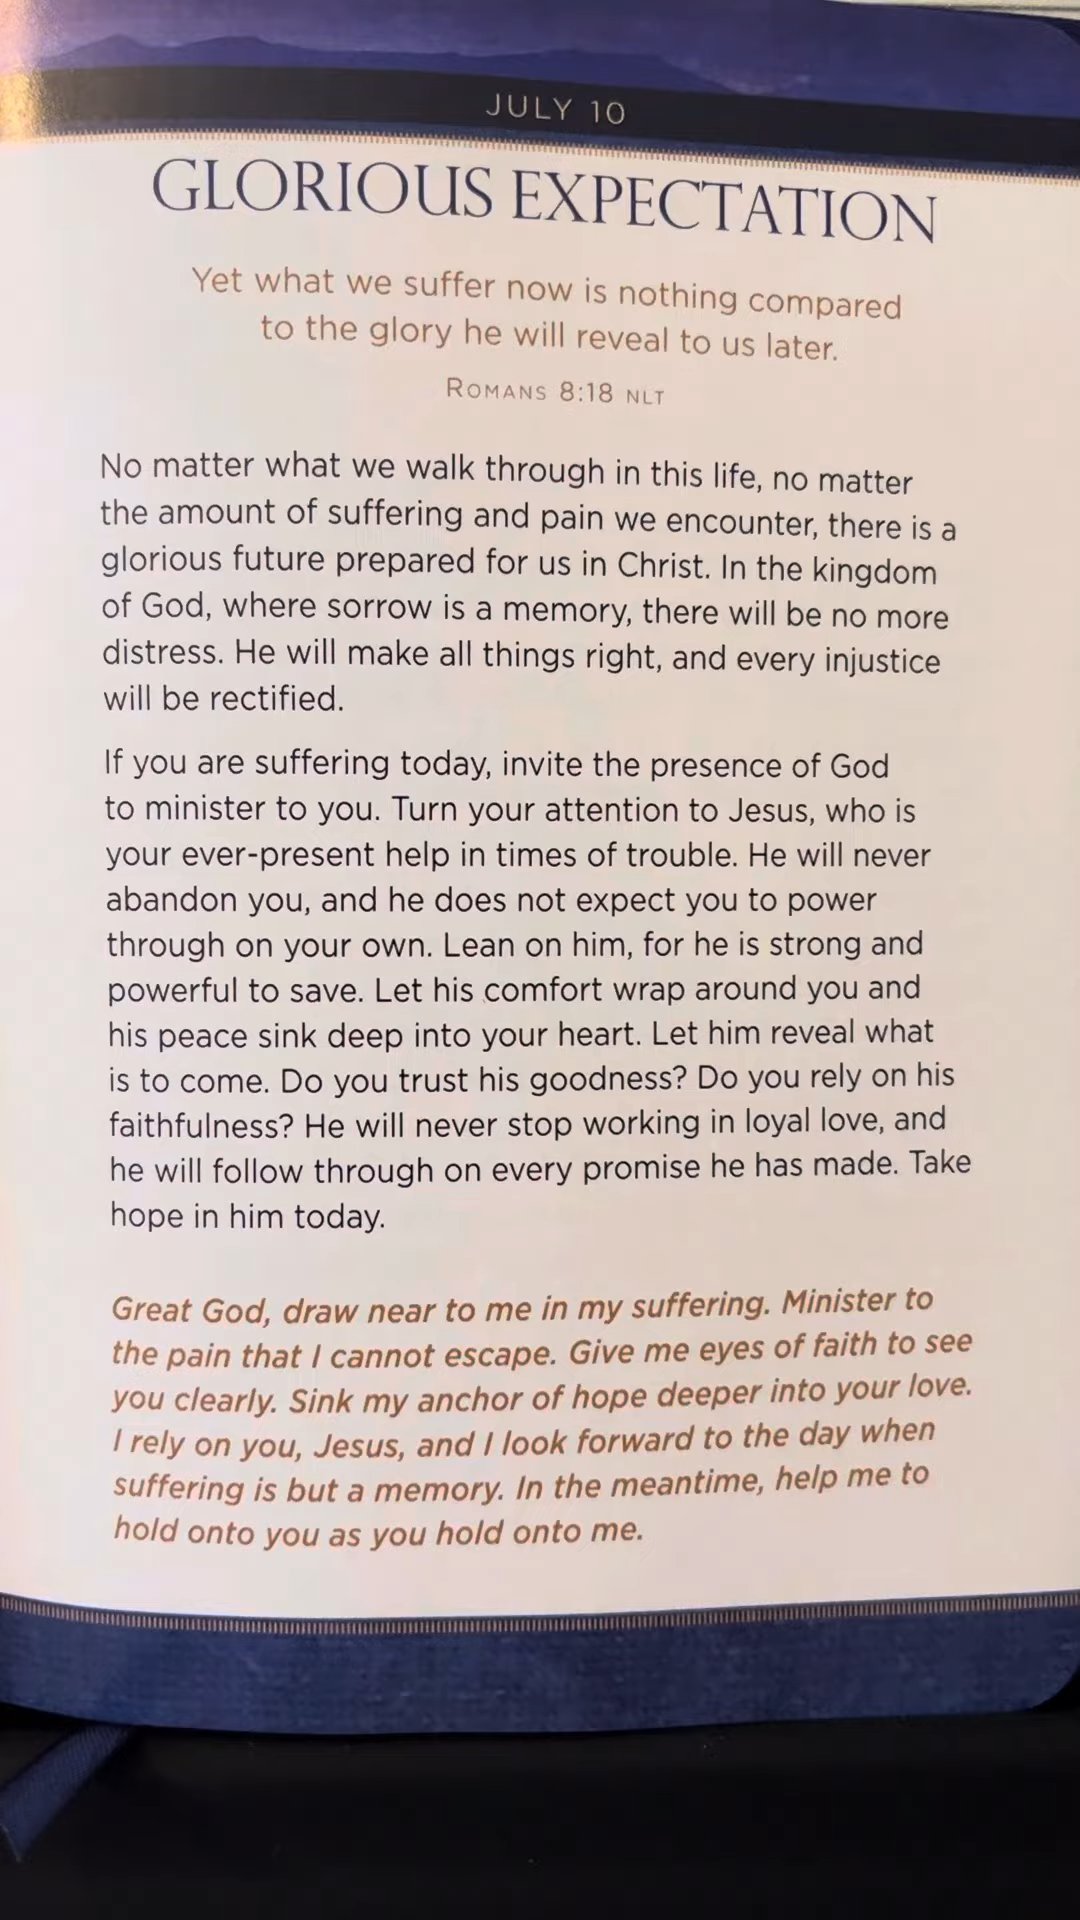 JULY 10
GLORIOUS EXPECTATION
Yet what we suffer now is nothing compared
to the glory he will reveal to us later.
ROMANS 8:18 NLT
No matter what we walk through in this life, no matter
the amount of suffering and pain we encounter, there is a
glorious future prepared for us in Christ. In the kingdom
of God, where sorrow is a memory, there will be no more
distress. He will make all things right, and every injustice
will be rectified.
If you are suffering today, invite the presence of God
to minister to you. Turn your attention to Jesus, who is
your ever-present help in times of trouble. He will never
abandon you, and he does not expect you to power
through on your own. Lean on him, for he is strong and
powerful to save. Let his comfort wrap around you and
his peace sink deep into your heart. Let him reveal what
is to come. Do you trust his goodness? Do you rely on his
faithfulness? He will never stop working in loyal love, and
he will follow through on every promise he has made. Take
hope in him today.
Great God, draw near to me in my suffering. Minister to
the pain that I cannot escape. Give me eyes of faith to see
you clearly. Sink my anchor of hope deeper into your love.
I rely on you, Jesus, and I look forward to the day when
suffering is but a memory. In the meantime, help me to
hold onto you as you hold onto me.